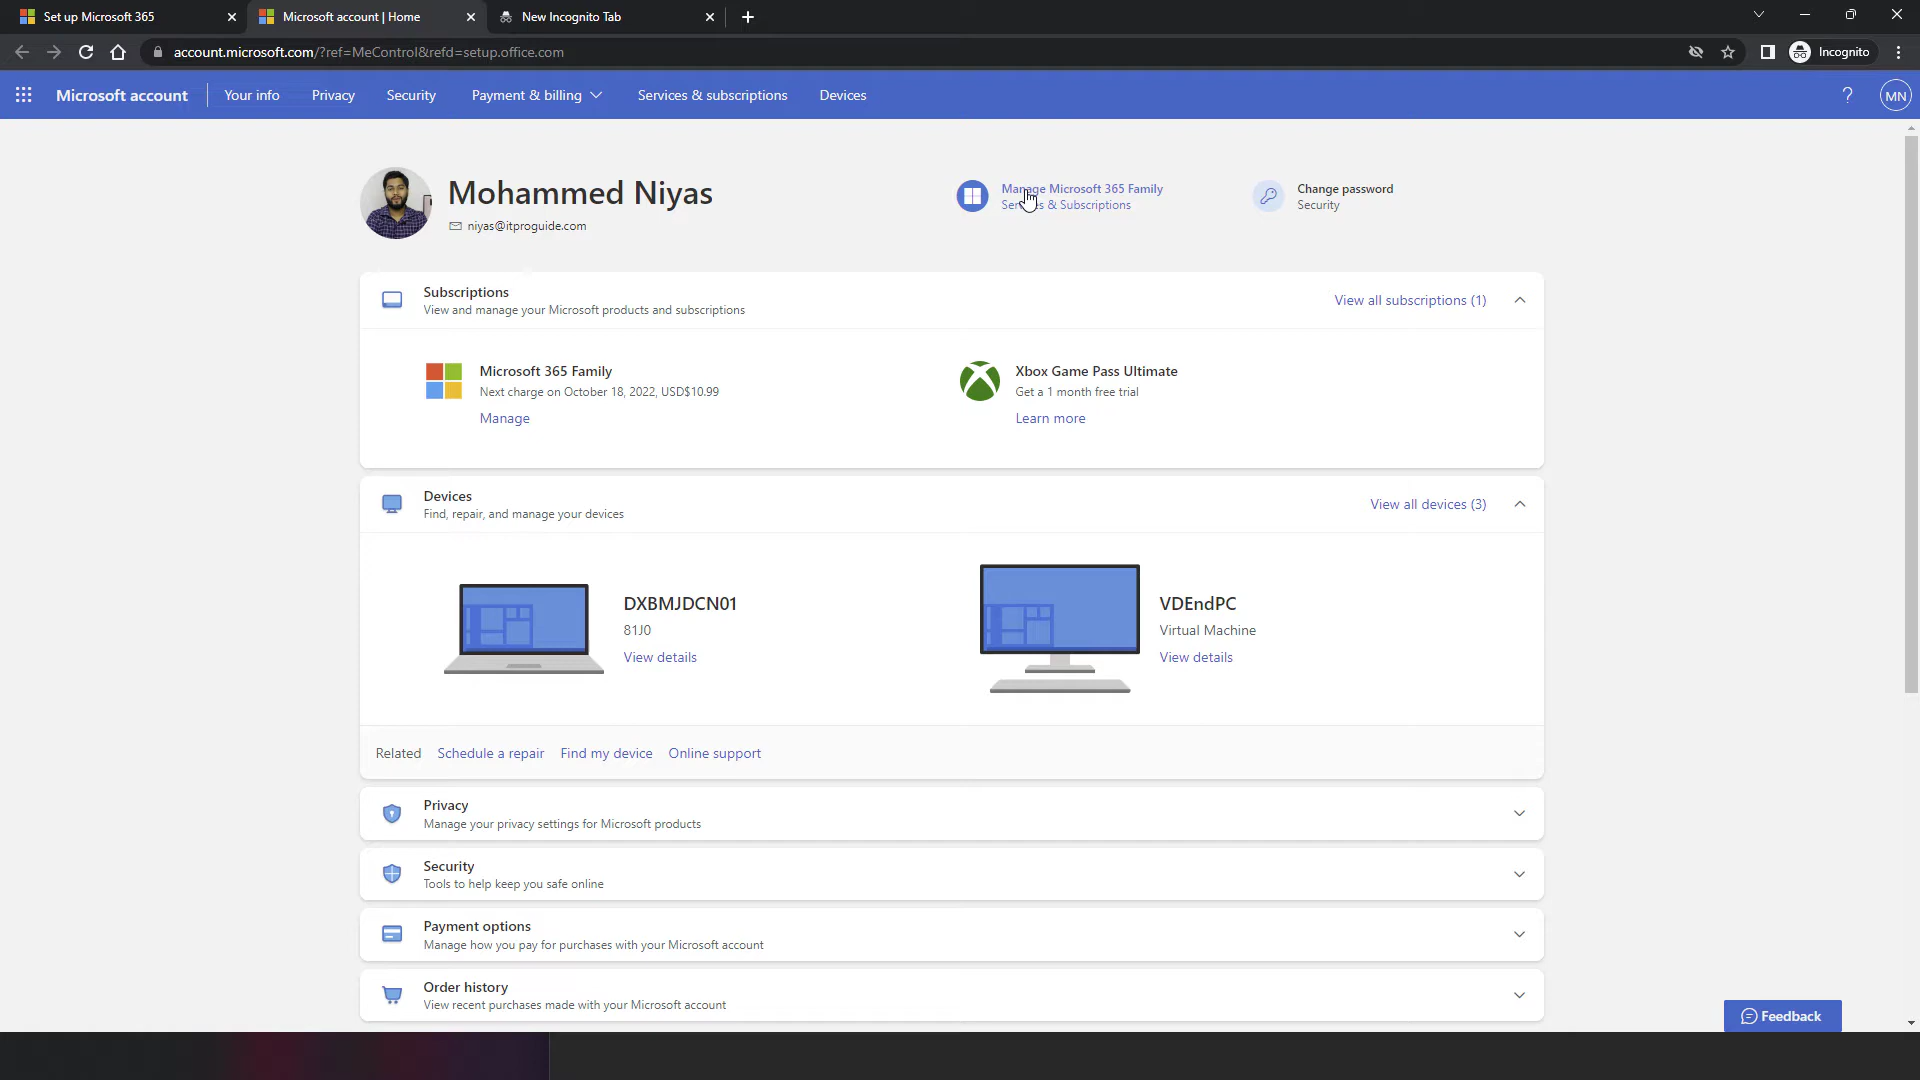 Set up Microsoft 365
Microsoft account | Home
New Incognito Tab
account.microsoft.com/?ref=MeControl&refd=setup.office.com
Incognito
Microsoft account
Your info
Privacy
Security
Payment & billing
Services & subscriptions
Devices
?
MN
Mohammed Niyas
niyas@itproguide.com
Manage Microsoft 365 Family
& Subscriptions
Change password
Security
Subscriptions
View and manage your Microsoft products and subscriptions
View all subscriptions (1)
Microsoft 365 Family
Next charge on October 18, 2022, USD$10.99
Manage
Xbox Game Pass Ultimate
Get a 1 month free trial
Learn more
Devices
Find, repair, and manage your devices
View all devices (3)
DXBMJDCN01
81J0
View details
VDEndPC
Virtual Machine
View details
Related
Schedule a repair
Find my device
Online support
Privacy
Manage your privacy settings for Microsoft products
Security
Tools to help keep you safe online
Payment options
Manage how you pay for purchases with your Microsoft account
Order history
View recent purchases made with your Microsoft account
Feedback